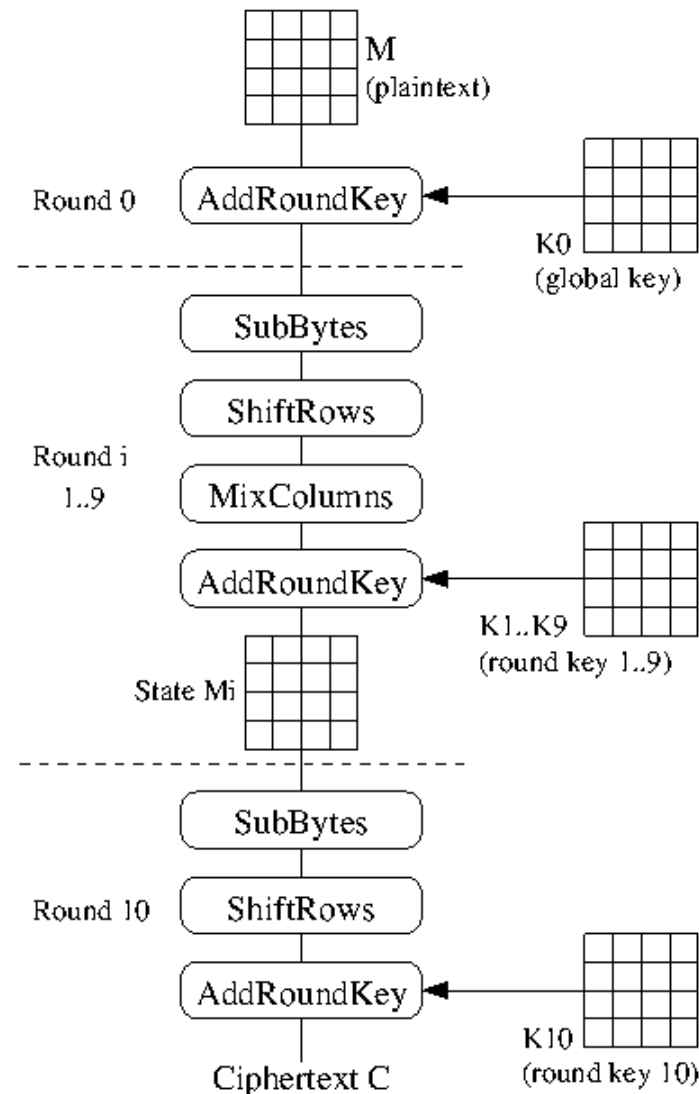 M
(plaintext)
Round 0
AddRoundKey
K0
(global key)
SubBytes
ShiftRows
Round i
1..9
MixColumns
AddRoundKey
K1..K9
(round key 1..9)
State Mi
SubBytes
Round 10
ShiftRows
AddRoundKey
K10
(round key 10)
Ciphertext C